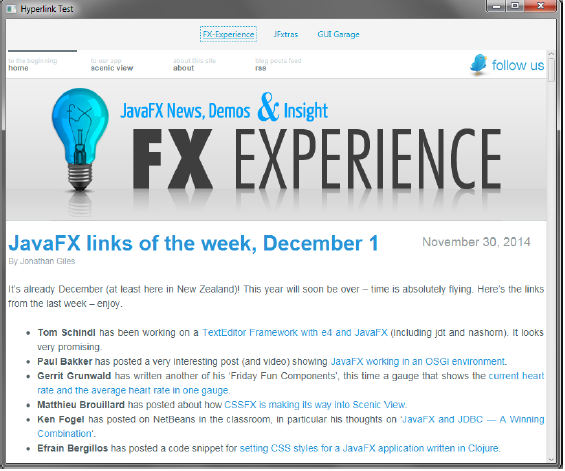 Hyperlink Test
FX-Experience JFxtras GUI Garage
to the beginning to our app about this site blog posts feed
home scenic view about rss
follow us
JavaFX News, Demos & Insight
FX EXPERIENCE
JavaFX links of the week, December 1 November 30, 2014
By Jonathan Giles
It's already December (at least here in New Zealand)! This year will soon be over – time is absolutely flying. Here's the links
from the last week – enjoy.
• Tom Schindl has been working on a TextEditor Framework with e4 and JavaFX (including jdt and nashorn). It looks
very promising.
• Paul Bakker has posted a very interesting post (and video) showing JavaFX working in an OSGi environment.
• Gerrit Grunwald has written another of his 'Friday Fun Components', this time a gauge that shows the current heart
rate and the average heart rate in one gauge.
• Matthieu Brouillard has posted about how CSSFX is making its way into Scenic View.
• Ken Fogel has posted on NetBeans in the classroom, in particular his thoughts on 'JavaFX and JDBC — A Winning
Combination'.
• Efrain Bergillos has posted a code snippet for setting CSS styles for a JavaFX application written in Clojure.